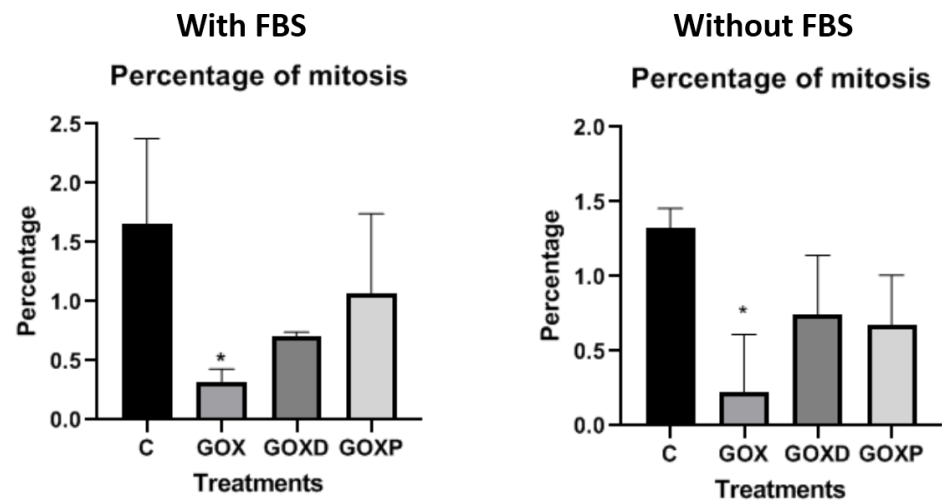 With FBS
Percentage of mitosis
Percentage
2.5
2.0
1.5
1.0
0.5
0.0
*
C GOX GOXD GOXP
Treatments
Without FBS
Percentage of mitosis
Percentage
2.0
1.5
1.0
0.5
0.0
*
C GOX GOXD GOXP
Treatments